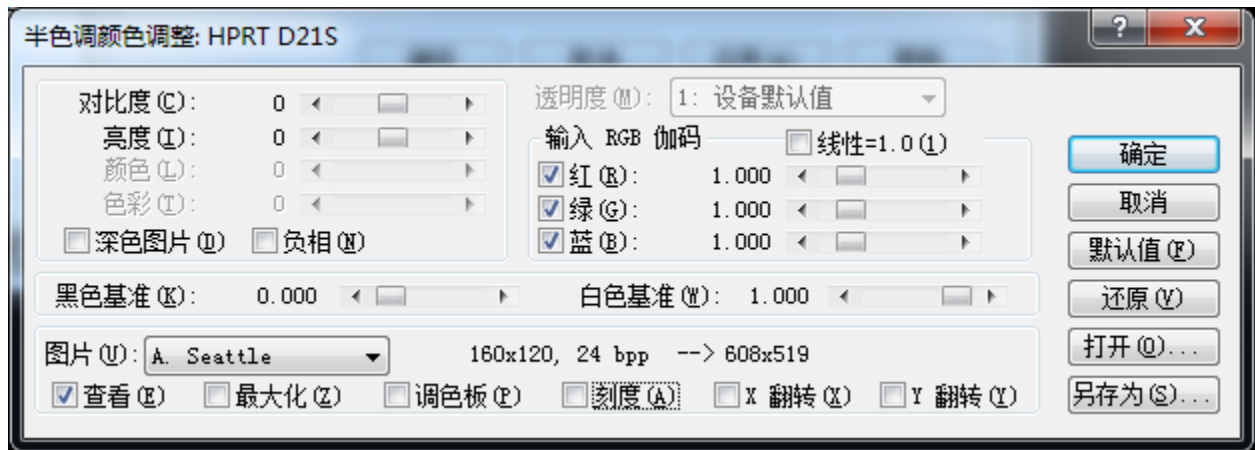 半色调颜色调整: HPRT D21S
对比度(C): 0
亮度(I): 0
颜色(L): 0
色彩(T): 0
深色图片(D) 负相(N)
透明度(M): 1: 设备默认值
输入 RGB 伽码 线性=1.0(1)
红(R): 1.000
绿(G): 1.000
蓝(B): 1.000
黑色基准(K): 0.000 白色基准(W): 1.000
图片(U): A. Seattle 160x120, 24 bpp --> 608x519
查看(E) 最大化(Z) 调色板(P) 刻度(A) X 翻转(X) Y 翻转(Y)
确定
取消
默认值(F)
还原(V)
打开(O)...
另存为(S)...